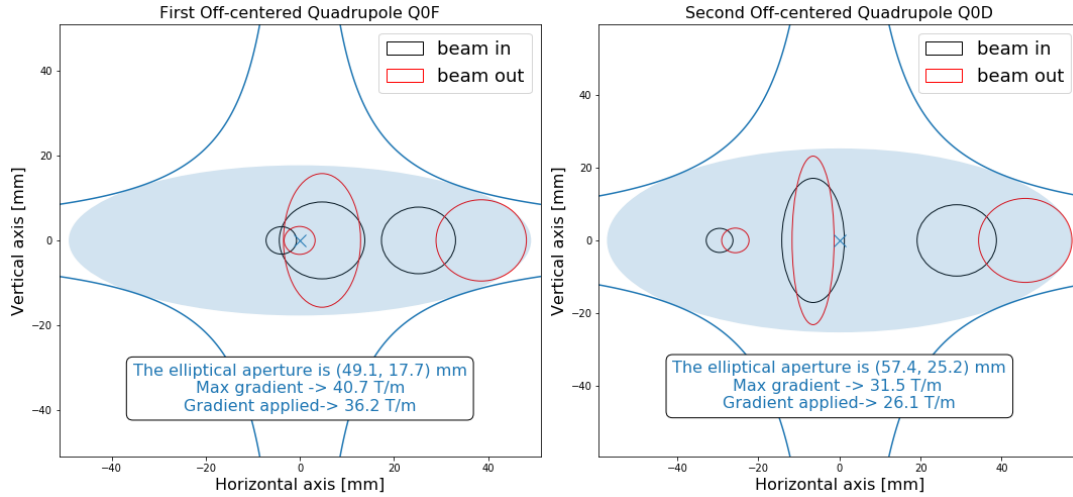 First Off-centered Quadrupole Q0F
beam in
beam out
Vertical axis [mm]
40
20
0
−20
−40
The elliptical aperture is (49.1, 17.7) mm
Max gradient -> 40.7 T/m
Gradient applied-> 36.2 T/m
−40 −20 0 20 40
Horizontal axis [mm]
Second Off-centered Quadrupole Q0D
beam in
beam out
Vertical axis [mm]
40
20
0
−20
−40
The elliptical aperture is (57.4, 25.2) mm
Max gradient -> 31.5 T/m
Gradient applied-> 26.1 T/m
−40 −20 0 20 40
Horizontal axis [mm]